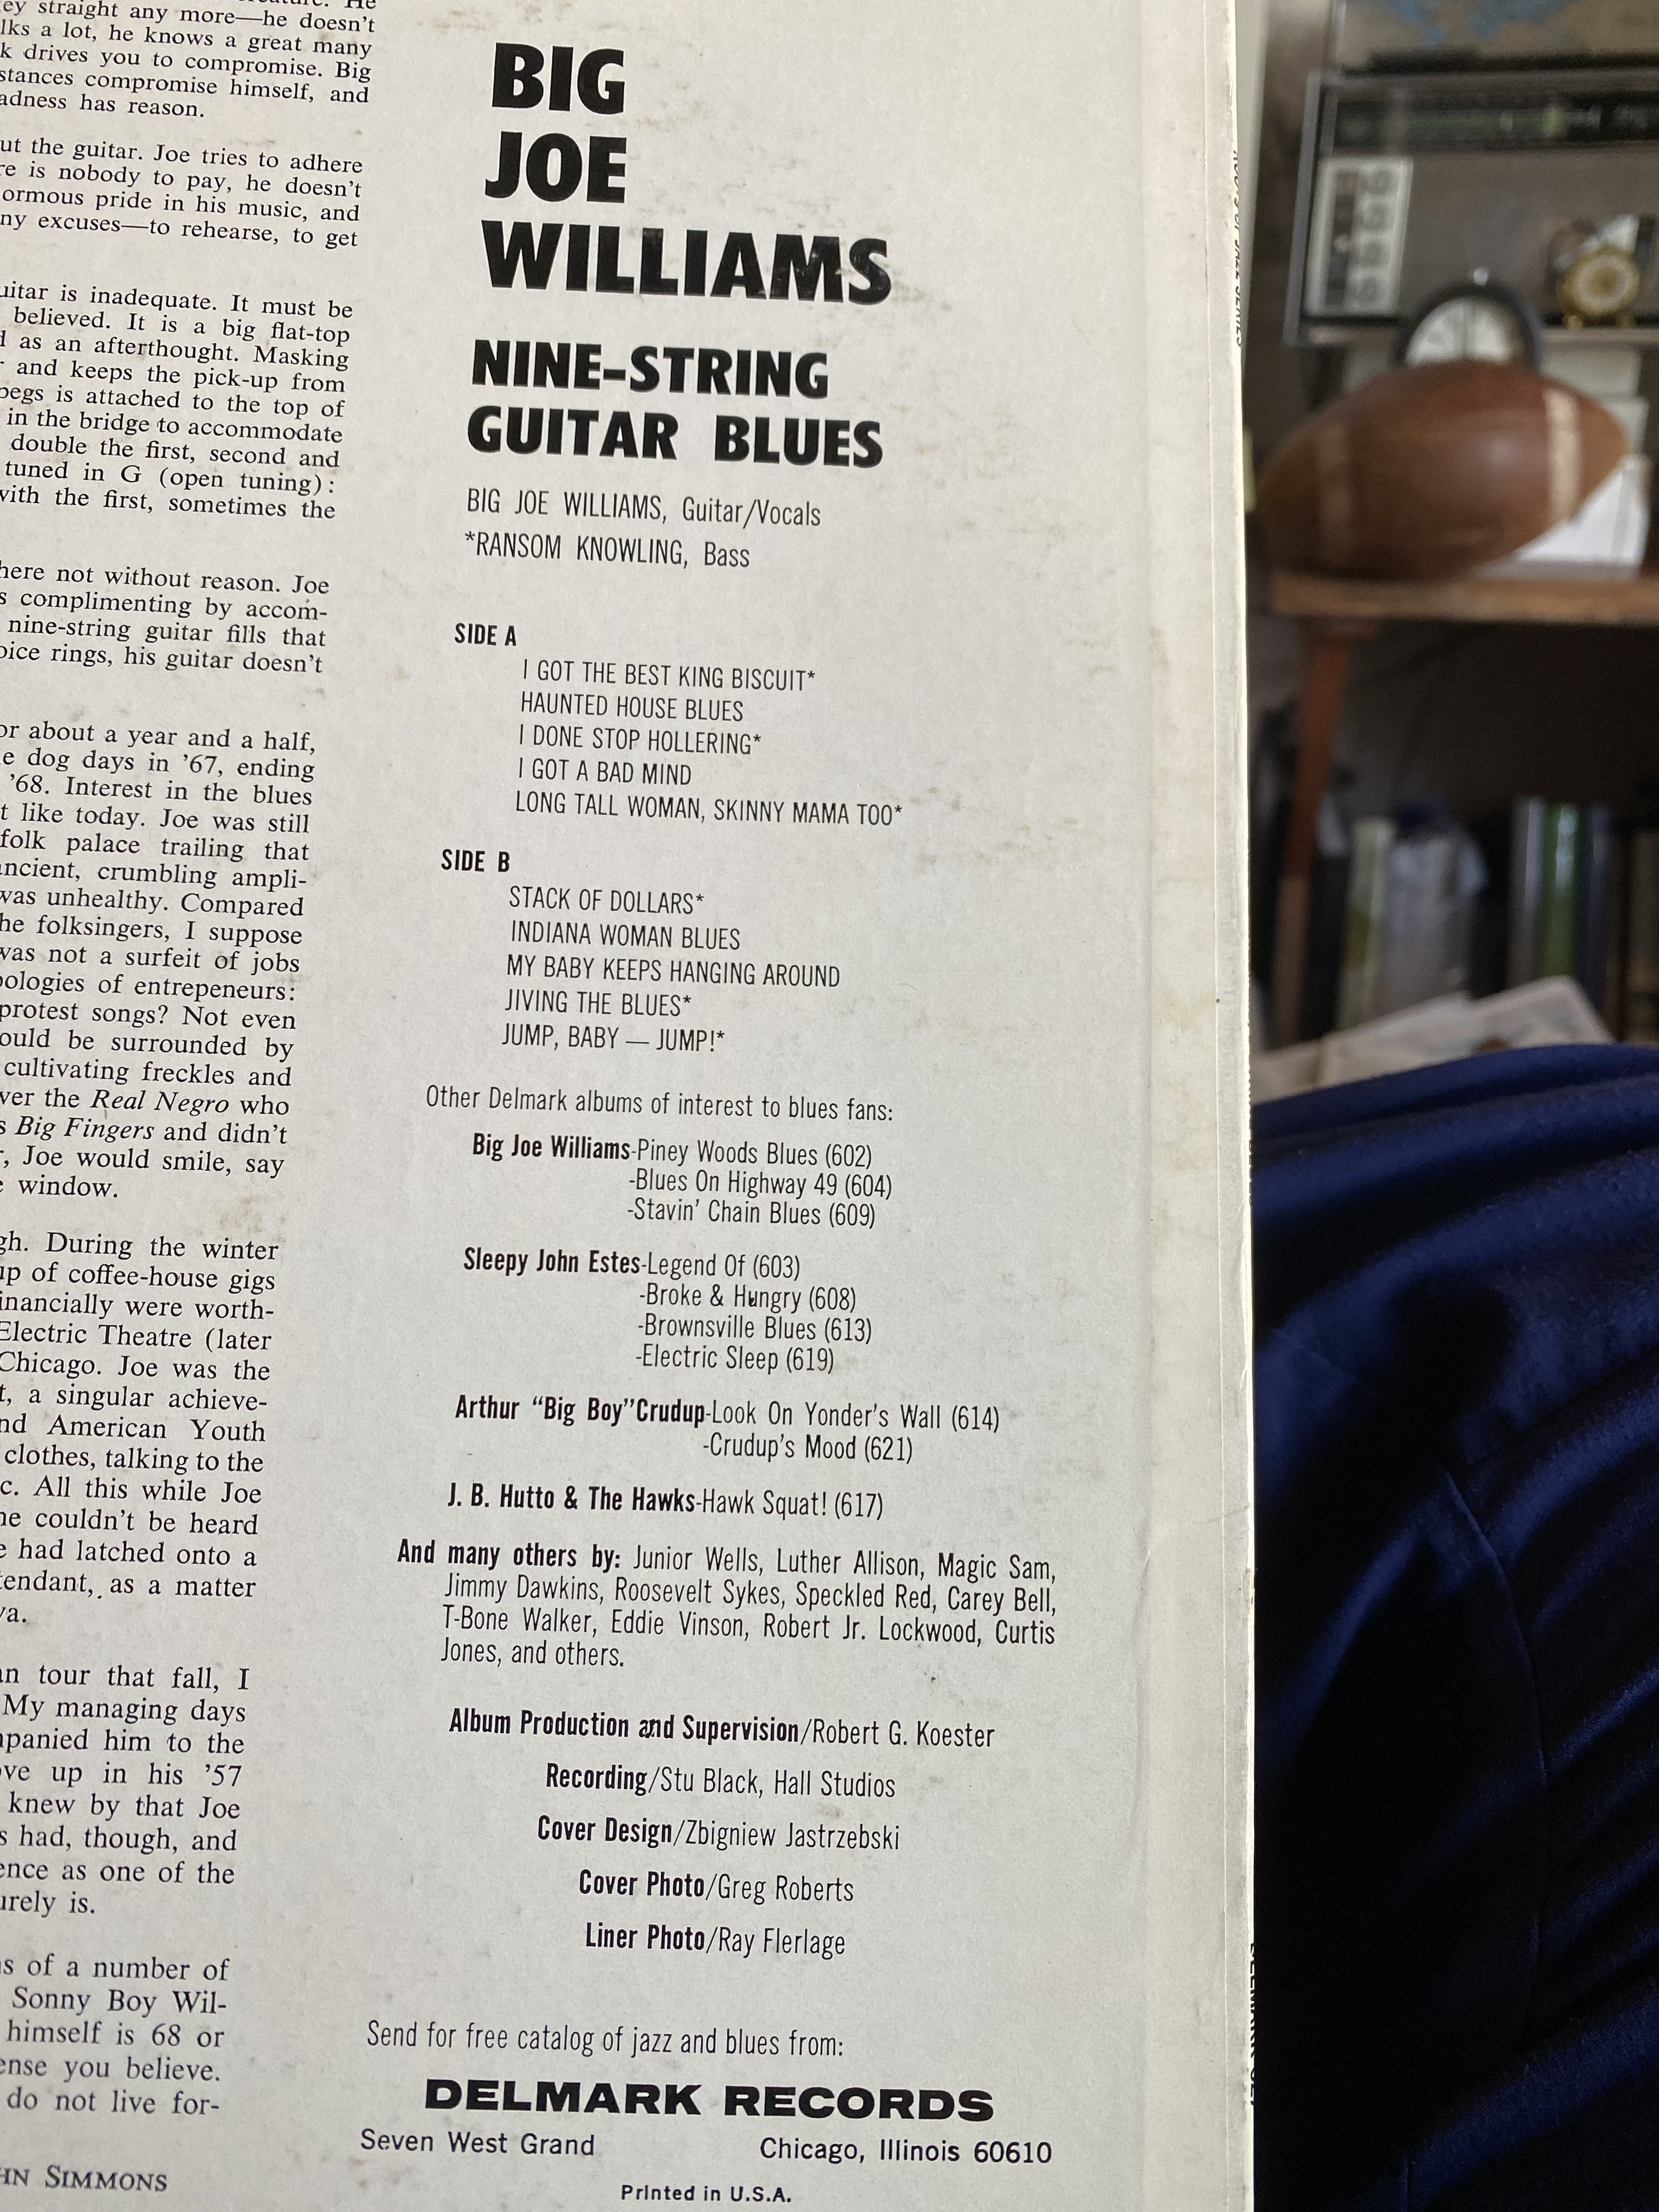 ey straight any more—he doesn't
lks a lot, he knows a great many
k drives you to compromise. Big
stances compromise himself, and
adness has reason.
ut the guitar. Joe tries to adhere
re is nobody to pay, he doesn't
ormous pride in his music, and
ny excuses—to rehearse, to get
uitar is inadequate. It must be
believed. It is a big flat-top
d as an afterthought. Masking
r and keeps the pick-up from
pegs is attached to the top of
in the bridge to accommodate
double the first, second and
tuned in G (open tuning):
with the first, sometimes the
here not without reason. Joe
s complimenting by accom-
nine-string guitar fills that
oice rings, his guitar doesn't
or about a year and a half,
e dog days in '67, ending
'68. Interest in the blues
t like today. Joe was still
folk palace trailing that
ancient, crumbling ampli-
was unhealthy. Compared
he folksingers, I suppose
was not a surfeit of jobs
pologies of entrepeneurs:
protest songs? Not even
ould be surrounded by
cultivating freckles and
ver the Real Negro who
s Big Fingers and didn't
r, Joe would smile, say
e window.
gh. During the winter
up of coffee-house gigs
inancially were worth-
Electric Theatre (later
Chicago. Joe was the
t, a singular achieve-
nd American Youth
clothes, talking to the
c. All this while Joe
he couldn't be heard
e had latched onto a
tendant, as a matter
va.
an tour that fall, I
My managing days
mpanied him to the
ove up in his '57
knew by that Joe
s had, though, and
ence as one of the
urely is.
ns of a number of
Sonny Boy Wil-
himself is 68 or
ense you believe.
do not live for-
HN SIMMONS
BIG
JOE
WILLIAMS
NINE-STRING
GUITAR BLUES
BIG JOE WILLIAMS, Guitar/Vocals
*RANSOM KNOWLING, Bass
SIDE A
I GOT THE BEST KING BISCUIT*
HAUNTED HOUSE BLUES
I DONE STOP HOLLERING*
I GOT A BAD MIND
LONG TALL WOMAN, SKINNY MAMA TOO*
SIDE B
STACK OF DOLLARS*
INDIANA WOMAN BLUES
MY BABY KEEPS HANGING AROUND
JIVING THE BLUES*
JUMP, BABY — JUMP!*
Other Delmark albums of interest to blues fans:
Big Joe Williams-Piney Woods Blues (602)
-Blues On Highway 49 (604)
-Stavin' Chain Blues (609)
Sleepy John Estes-Legend Of (603)
-Broke & Hungry (608)
-Brownsville Blues (613)
-Electric Sleep (619)
Arthur "Big Boy"Crudup-Look On Yonder's Wall (614)
-Crudup's Mood (621)
J. B. Hutto & The Hawks-Hawk Squat! (617)
And many others by: Junior Wells, Luther Allison, Magic Sam,
Jimmy Dawkins, Roosevelt Sykes, Speckled Red, Carey Bell,
T-Bone Walker, Eddie Vinson, Robert Jr. Lockwood, Curtis
Jones, and others.
Album Production and Supervision/Robert G. Koester
Recording/Stu Black, Hall Studios
Cover Design/Zbigniew Jastrzebski
Cover Photo/Greg Roberts
Liner Photo/Ray Flerlage
Send for free catalog of jazz and blues from:
DELMARK RECORDS
Seven West Grand Chicago, Illinois 60610
Printed in U.S.A.